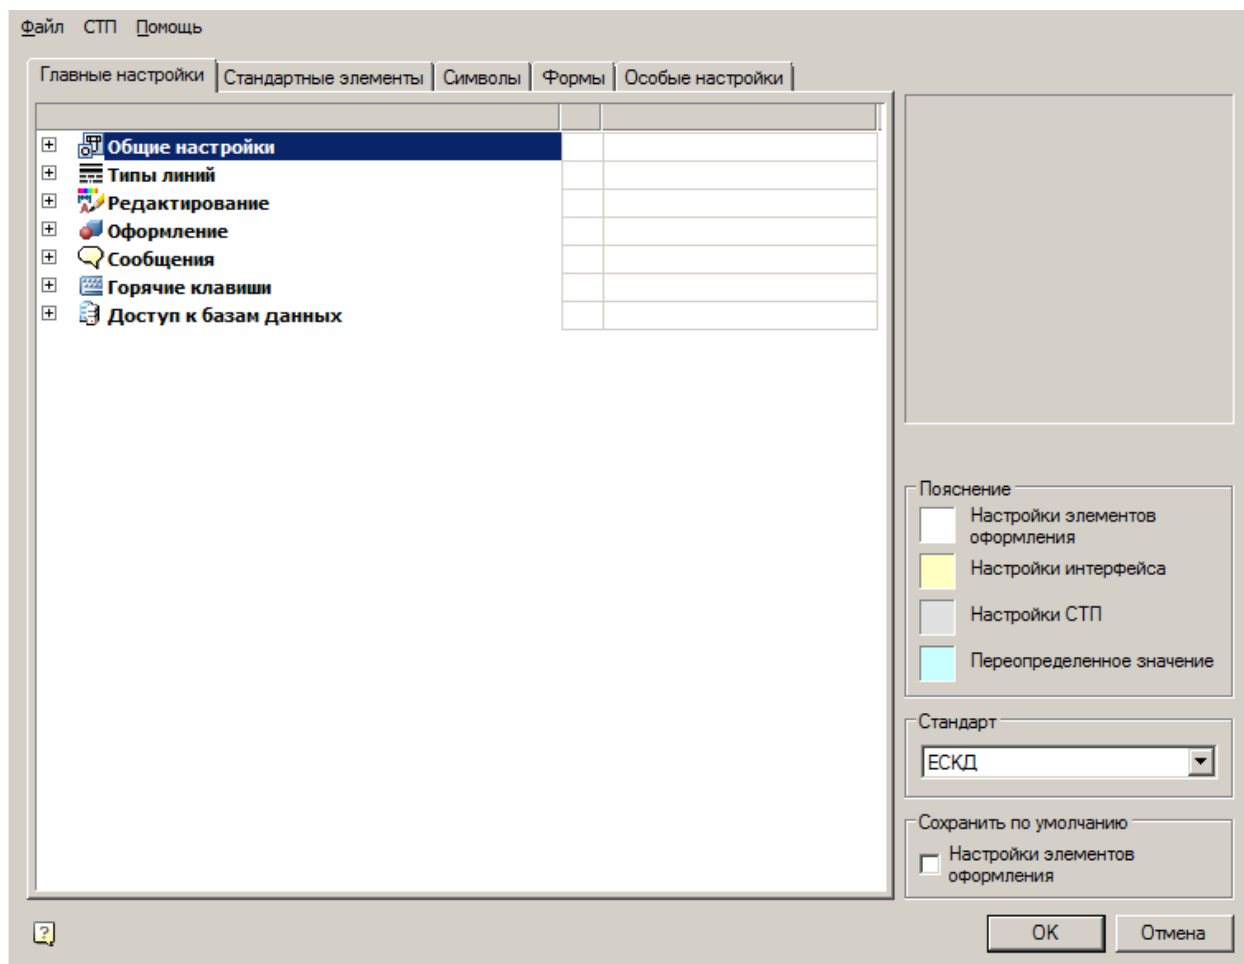 Файл СТП Помощь
Главные настройки Стандартные элементы Символы Формы Особые настройки
Общие настройки
Типы линий
Редактирование
Оформление
Сообщения
Горячие клавиши
Доступ к базам данных
Пояснение
Настройки элементов
оформления
Настройки интерфейса
Настройки СТП
Переопределенное значение
Стандарт
ЕСКД
Сохранить по умолчанию
Настройки элементов
оформления
?
OK Отмена